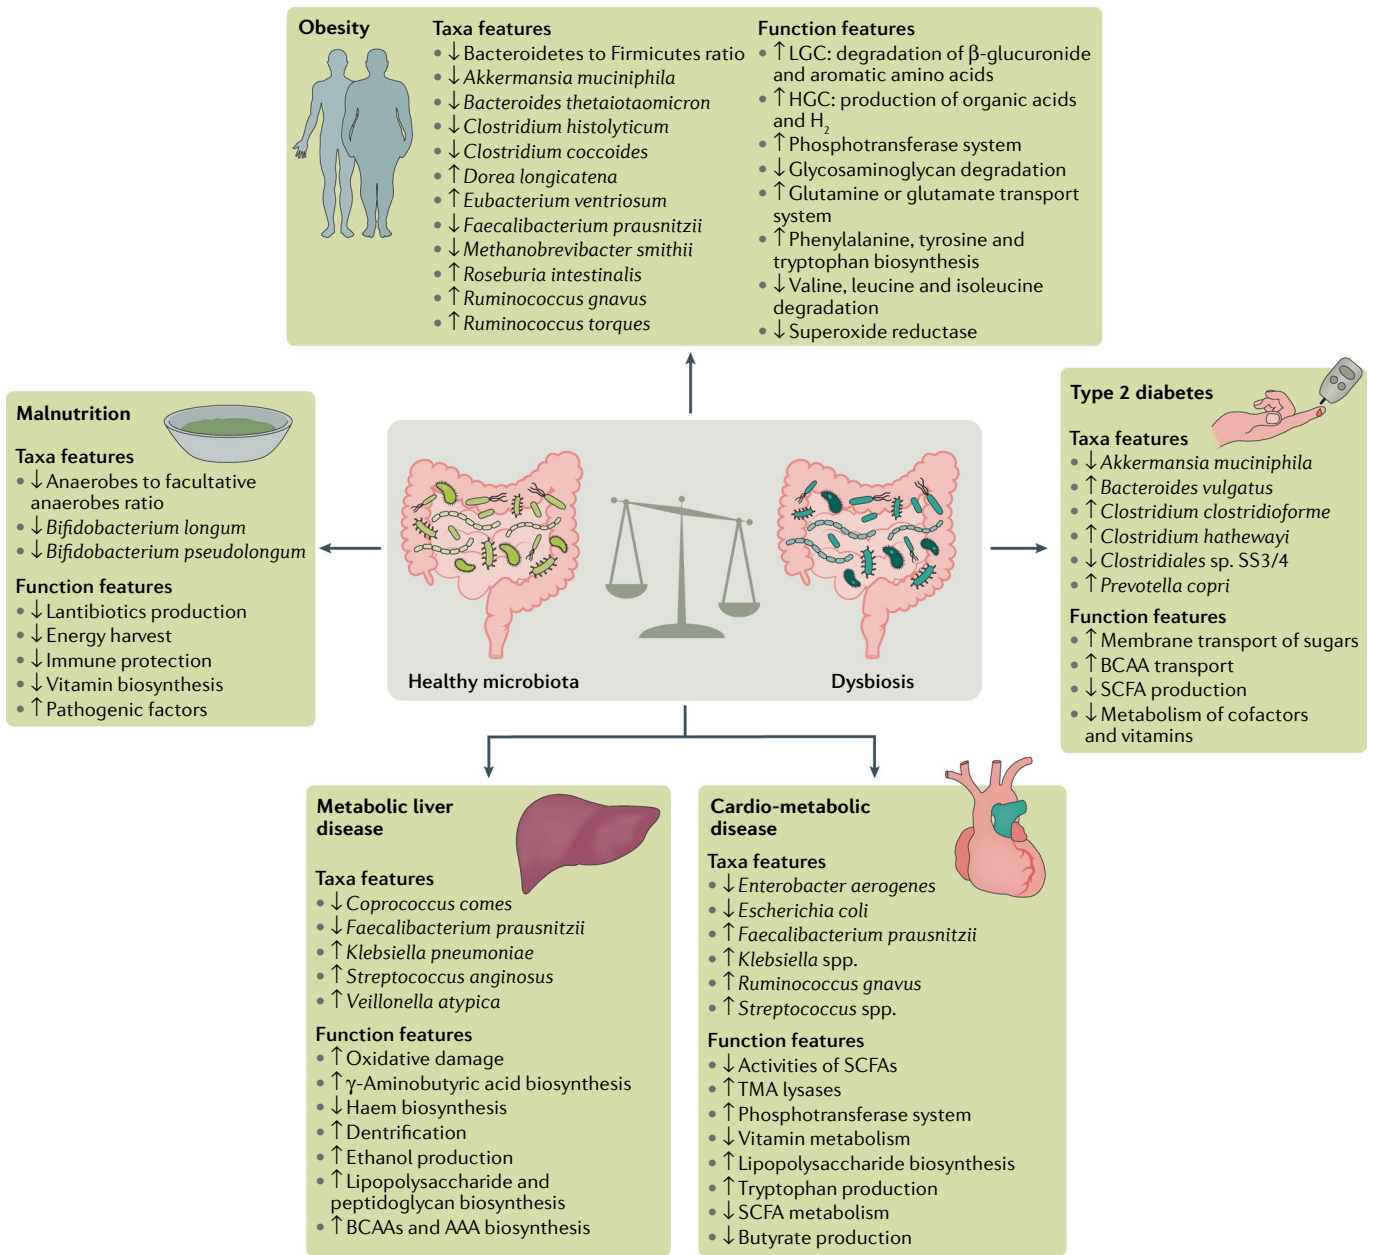 Obesity
Taxa features
• ↓ Bacteroidetes to Firmicutes ratio
• ↓ Akkermansia muciniphila
• ↓ Bacteroides thetaiotaomicron
• ↓ Clostridium histolyticum
• ↓ Clostridium coccoides
• ↑ Dorea longicatena
• ↑ Eubacterium ventriosum
• ↓ Faecalibacterium prausnitzii
• ↓ Methanobrevibacter smithii
• ↑ Roseburia intestinalis
• ↑ Ruminococcus gnavus
• ↑ Ruminococcus torques
Function features
• ↑ LGC: degradation of β-glucuronide
and aromatic amino acids
• ↑ HGC: production of organic acids
and H₂
• ↑ Phosphotransferase system
• ↓ Glycosaminoglycan degradation
• ↑ Glutamine or glutamate transport
system
• ↑ Phenylalanine, tyrosine and
tryptophan biosynthesis
• ↓ Valine, leucine and isoleucine
degradation
• ↓ Superoxide reductase
Malnutrition
Taxa features
• ↓ Anaerobes to facultative
anaerobes ratio
• ↓ Bifidobacterium longum
• ↓ Bifidobacterium pseudolongum
Function features
• ↓ Lantibiotics production
• ↓ Energy harvest
• ↓ Immune protection
• ↓ Vitamin biosynthesis
• ↑ Pathogenic factors
Healthy microbiota
Dysbiosis
Type 2 diabetes
Taxa features
• ↓ Akkermansia muciniphila
• ↑ Bacteroides vulgatus
• ↑ Clostridium clostridioforme
• ↑ Clostridium hathewayi
• ↓ Clostridiales sp. SS3/4
• ↑ Prevotella copri
Function features
• ↑ Membrane transport of sugars
• ↑ BCAA transport
• ↓ SCFA production
• ↓ Metabolism of cofactors
and vitamins
Metabolic liver
disease
Taxa features
• ↓ Coprococcus comes
• ↓ Faecalibacterium prausnitzii
• ↑ Klebsiella pneumoniae
• ↑ Streptococcus anginosus
• ↑ Veillonella atypica
Function features
• ↑ Oxidative damage
• ↑ γ-Aminobutyric acid biosynthesis
• ↓ Haem biosynthesis
• ↑ Dentrification
• ↑ Ethanol production
• ↑ Lipopolysaccharide and
peptidoglycan biosynthesis
• ↑ BCAAs and AAA biosynthesis
Cardio-metabolic
disease
Taxa features
• ↓ Enterobacter aerogenes
• ↓ Escherichia coli
• ↑ Faecalibacterium prausnitzii
• ↑ Klebsiella spp.
• ↑ Ruminococcus gnavus
• ↑ Streptococcus spp.
Function features
• ↓ Activities of SCFAs
• ↑ TMA lysases
• ↑ Phosphotransferase system
• ↓ Vitamin metabolism
• ↑ Lipopolysaccharide biosynthesis
• ↑ Tryptophan production
• ↓ SCFA metabolism
• ↓ Butyrate production